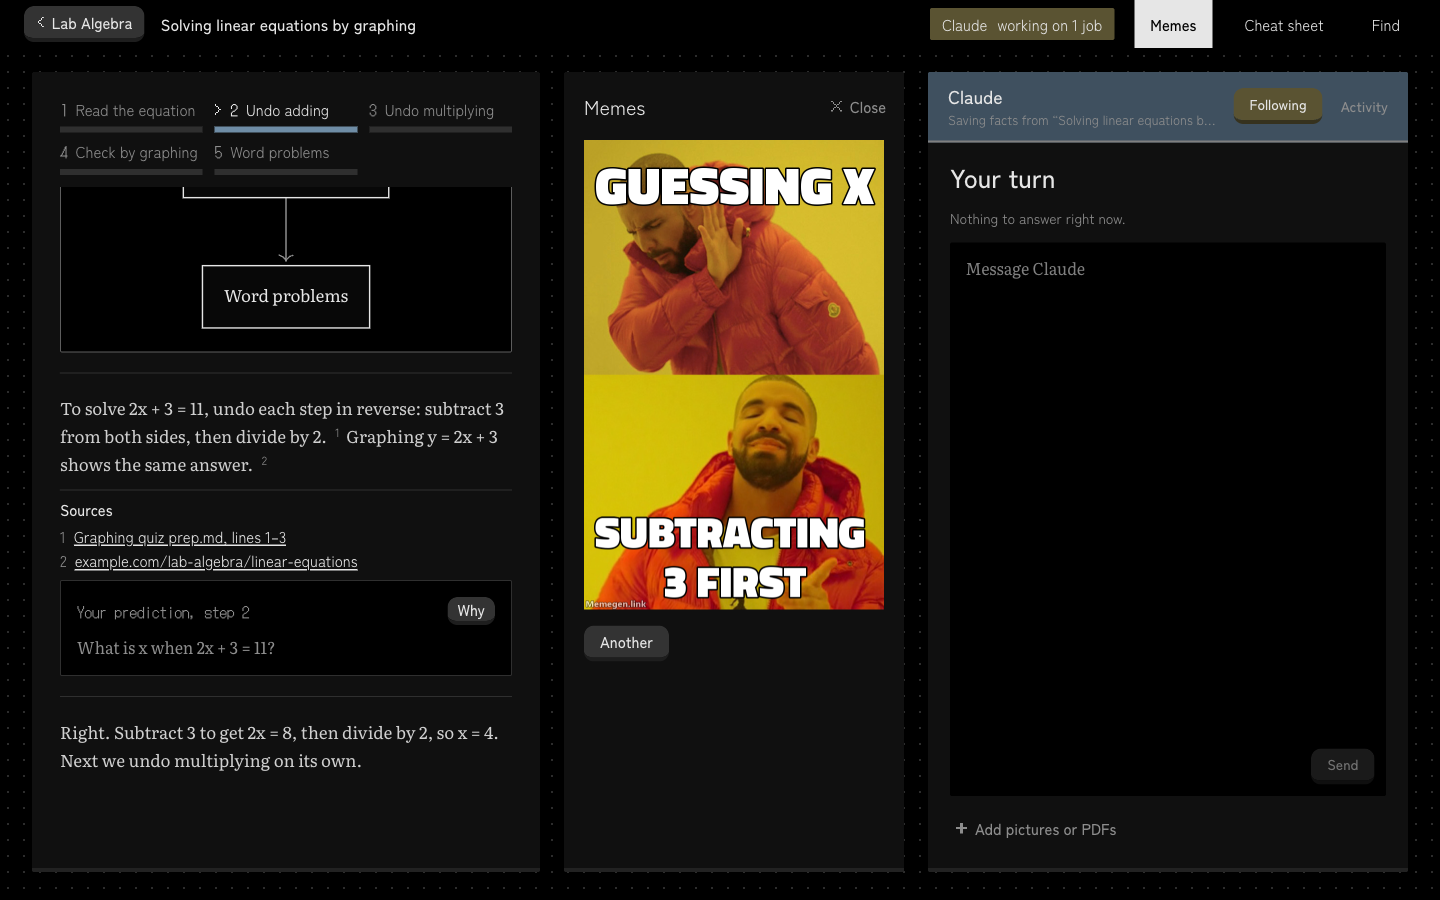 Lab Algebra
Solving linear equations by graphing
Claude working on 1 job
Memes
Cheat sheet
Find
1 Read the equation
2 Undo adding
3 Undo multiplying
4 Check by graphing
5 Word problems
Word problems
To solve 2x + 3 = 11, undo each step in reverse: subtract 3
from both sides, then divide by 2. 1 Graphing y = 2x + 3
shows the same answer. 2
Sources
1 Graphing quiz prep.md, lines 1–3
2 example.com/lab-algebra/linear-equations
Your prediction, step 2
Why
What is x when 2x + 3 = 11?
Right. Subtract 3 to get 2x = 8, then divide by 2, so x = 4.
Next we undo multiplying on its own.
Memes
Close
GUESSING X
SUBTRACTING
3 FIRST
Memegen.link
Another
Claude
Saving facts from “Solving linear equations b…
Following
Activity
Your turn
Nothing to answer right now.
Message Claude
Send
+ Add pictures or PDFs